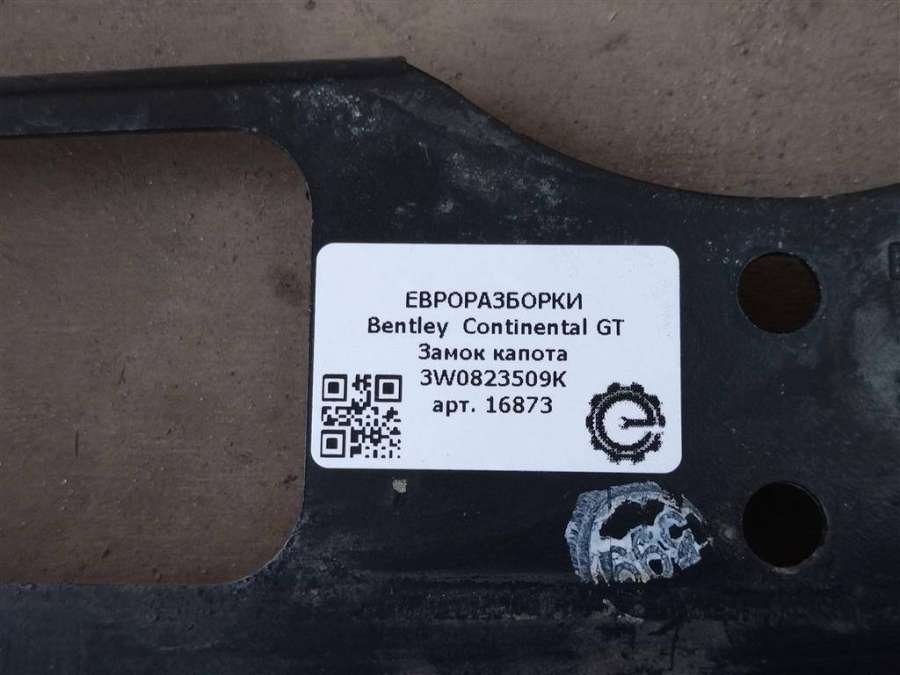 ЕВРОРАЗБОРКИ
Bentley Continental GT
Замок капота
3W0823509K
арт. 16873